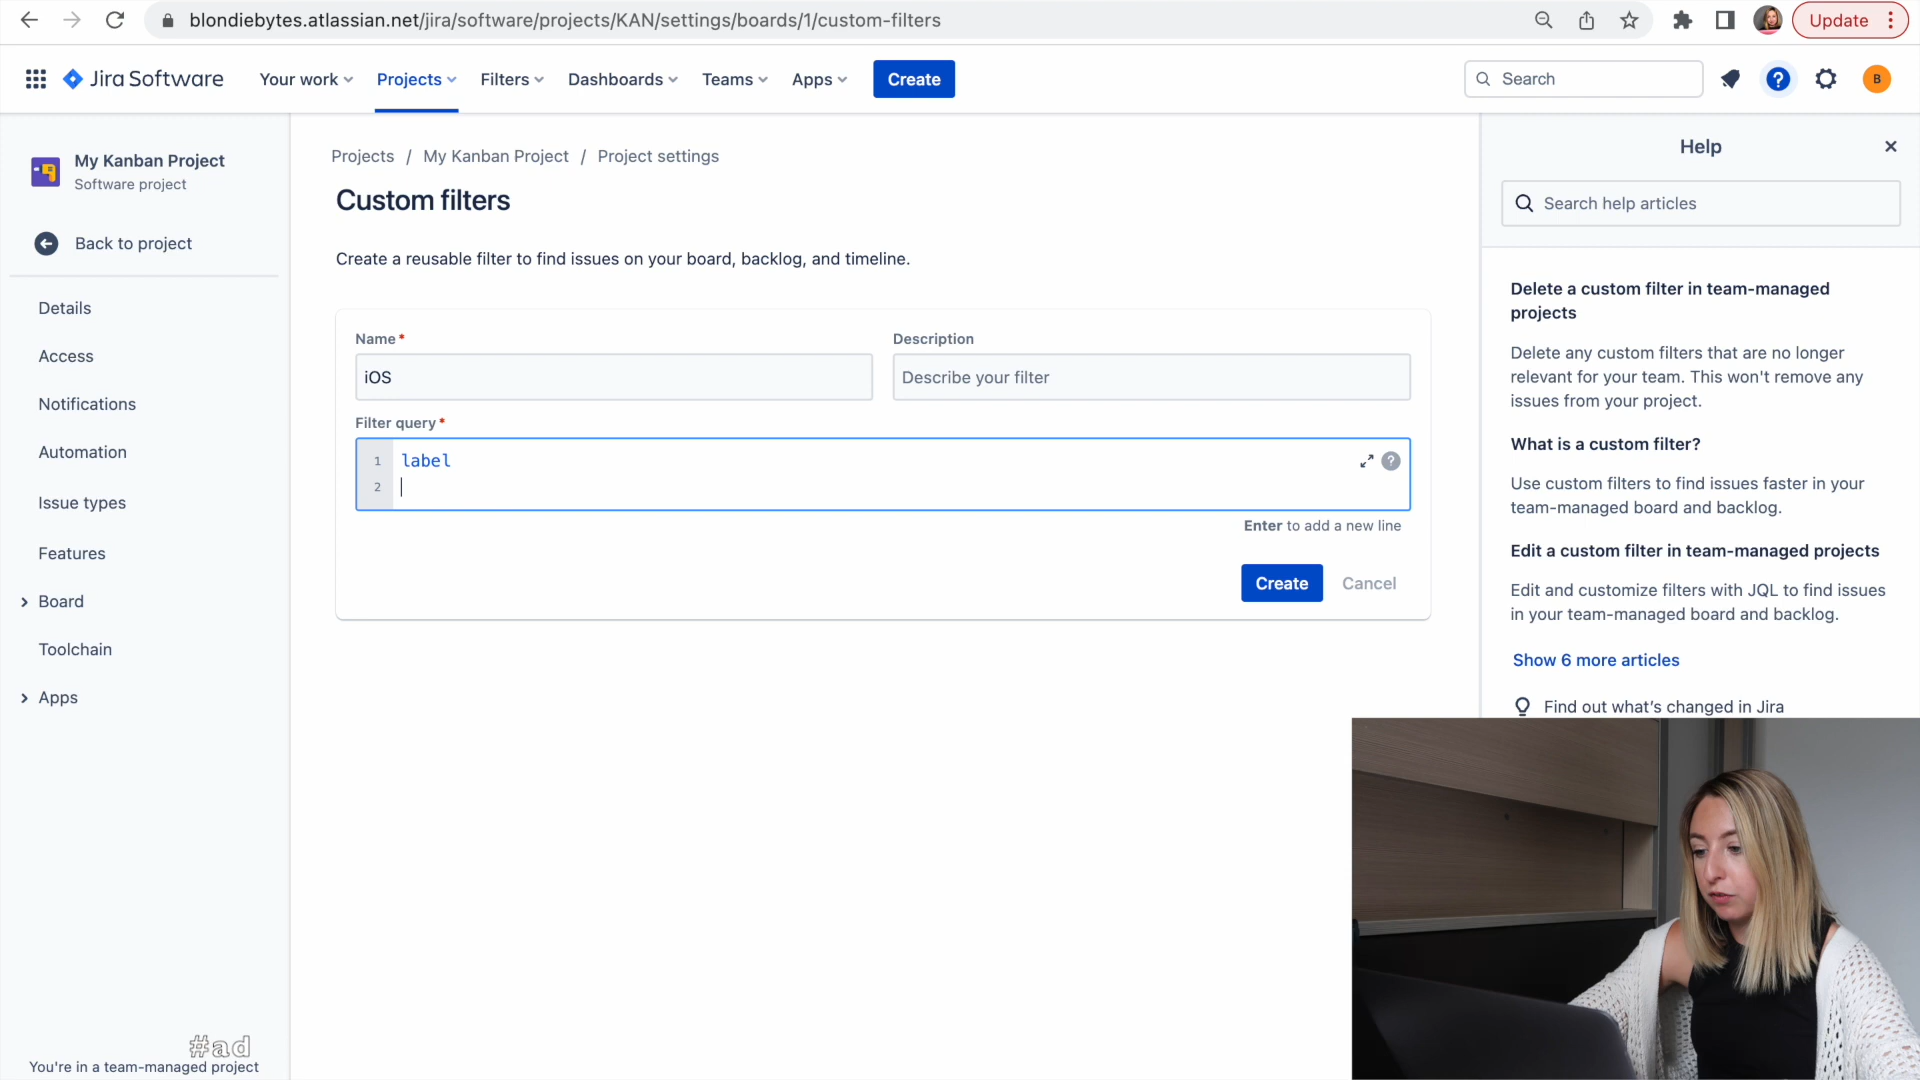 blondiebytes.atlassian.net/jira/software/projects/KAN/settings/boards/1/custom-filters
Update
Jira Software
Your work
Projects
Filters
Dashboards
Teams
Apps
Create
Search
?
B
My Kanban Project
Software project
Back to project
Details
Access
Notifications
Automation
Issue types
Features
Board
Toolchain
Apps
#ad
You're in a team-managed project
Projects / My Kanban Project / Project settings
Custom filters
Create a reusable filter to find issues on your board, backlog, and timeline.
Name*
Description
iOS
Describe your filter
Filter query*
1 label
?
2
Enter to add a new line
Create
Cancel
Help
Search help articles
Delete a custom filter in team-managed
projects
Delete any custom filters that are no longer
relevant for your team. This won't remove any
issues from your project.
What is a custom filter?
Use custom filters to find issues faster in your
team-managed board and backlog.
Edit a custom filter in team-managed projects
Edit and customize filters with JQL to find issues
in your team-managed board and backlog.
Show 6 more articles
Find out what's changed in Jira